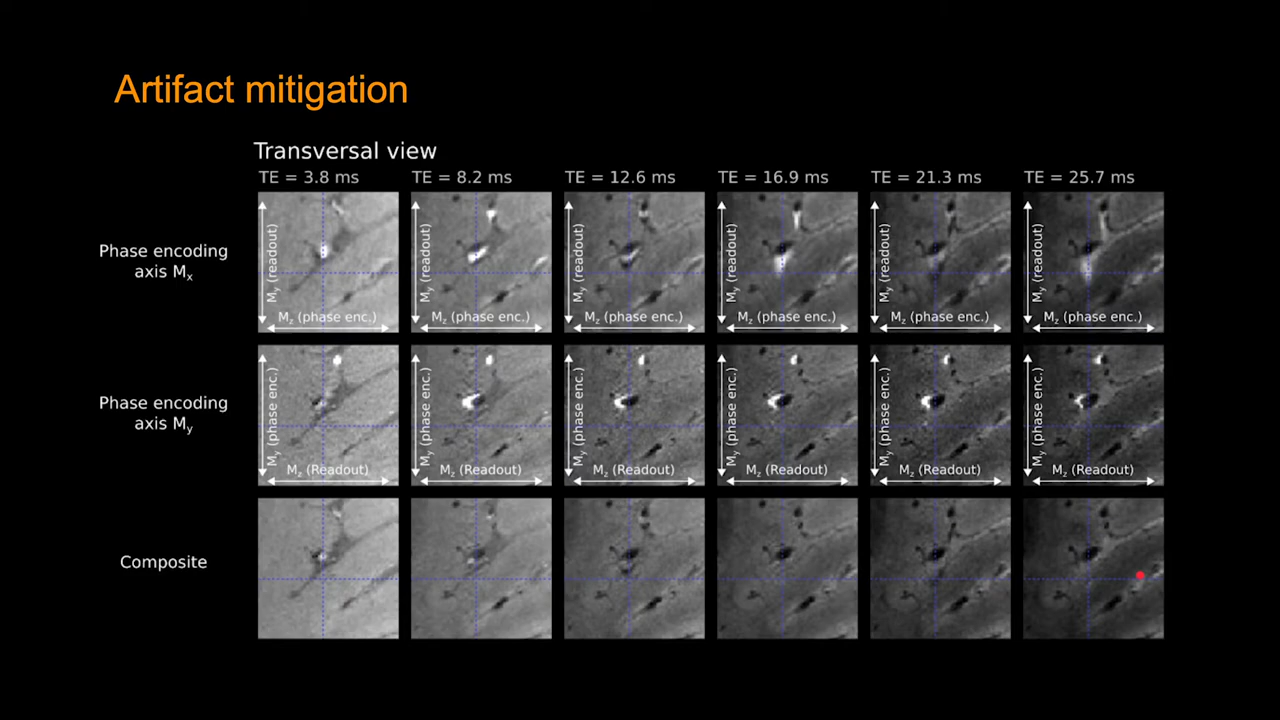 Artifact mitigation
Transversal view
TE = 3.8 ms TE = 8.2 ms TE = 12.6 ms TE = 16.9 ms TE = 21.3 ms TE = 25.7 ms
Phase encoding
axis Mx
My (readout) My (readout) My (readout) My (readout) My (readout) My (readout)
Mz (phase enc.) Mz (phase enc.) Mz (phase enc.) Mz (phase enc.) Mz (phase enc.) Mz (phase enc.)
Phase encoding
axis My
My (phase enc.) My (phase enc.) My (phase enc.) My (phase enc.) My (phase enc.) My (phase enc.)
Mz (Readout) Mz (Readout) Mz (Readout) Mz (Readout) Mz (Readout) Mz (Readout)
Composite